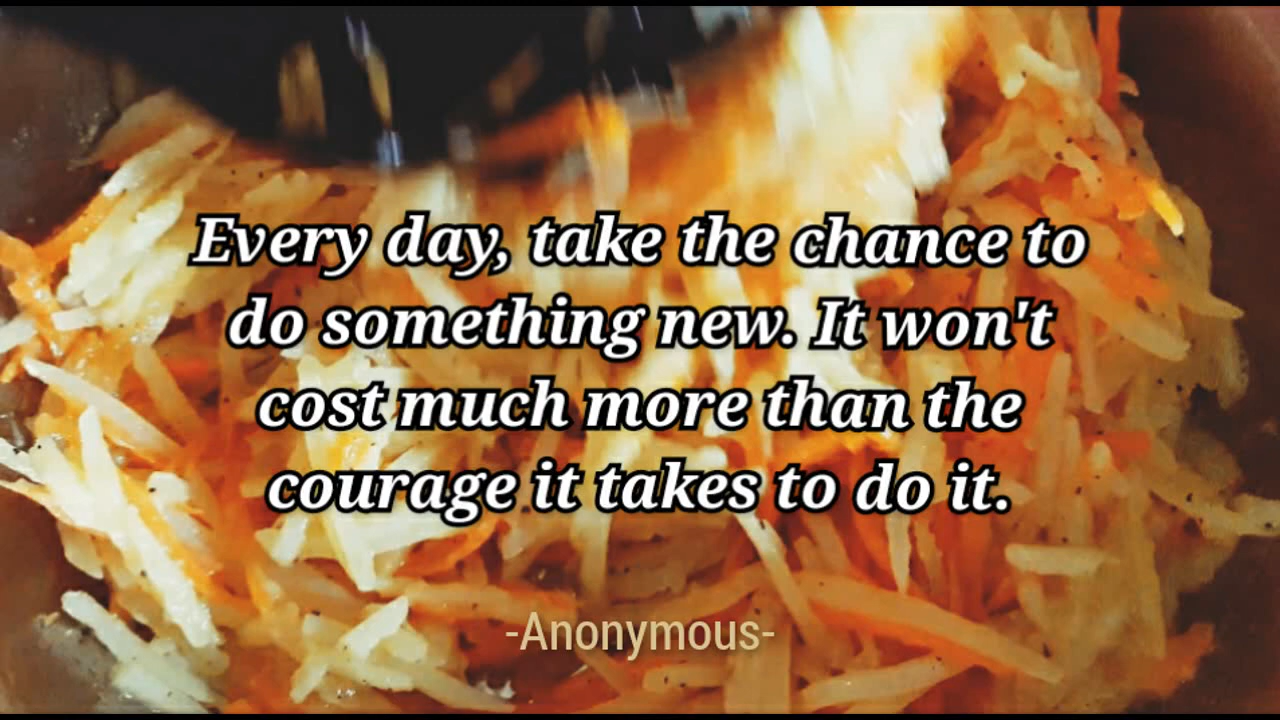 Every day, take the chance to
do something new. It won't
cost much more than the
courage it takes to do it.
-Anonymous-